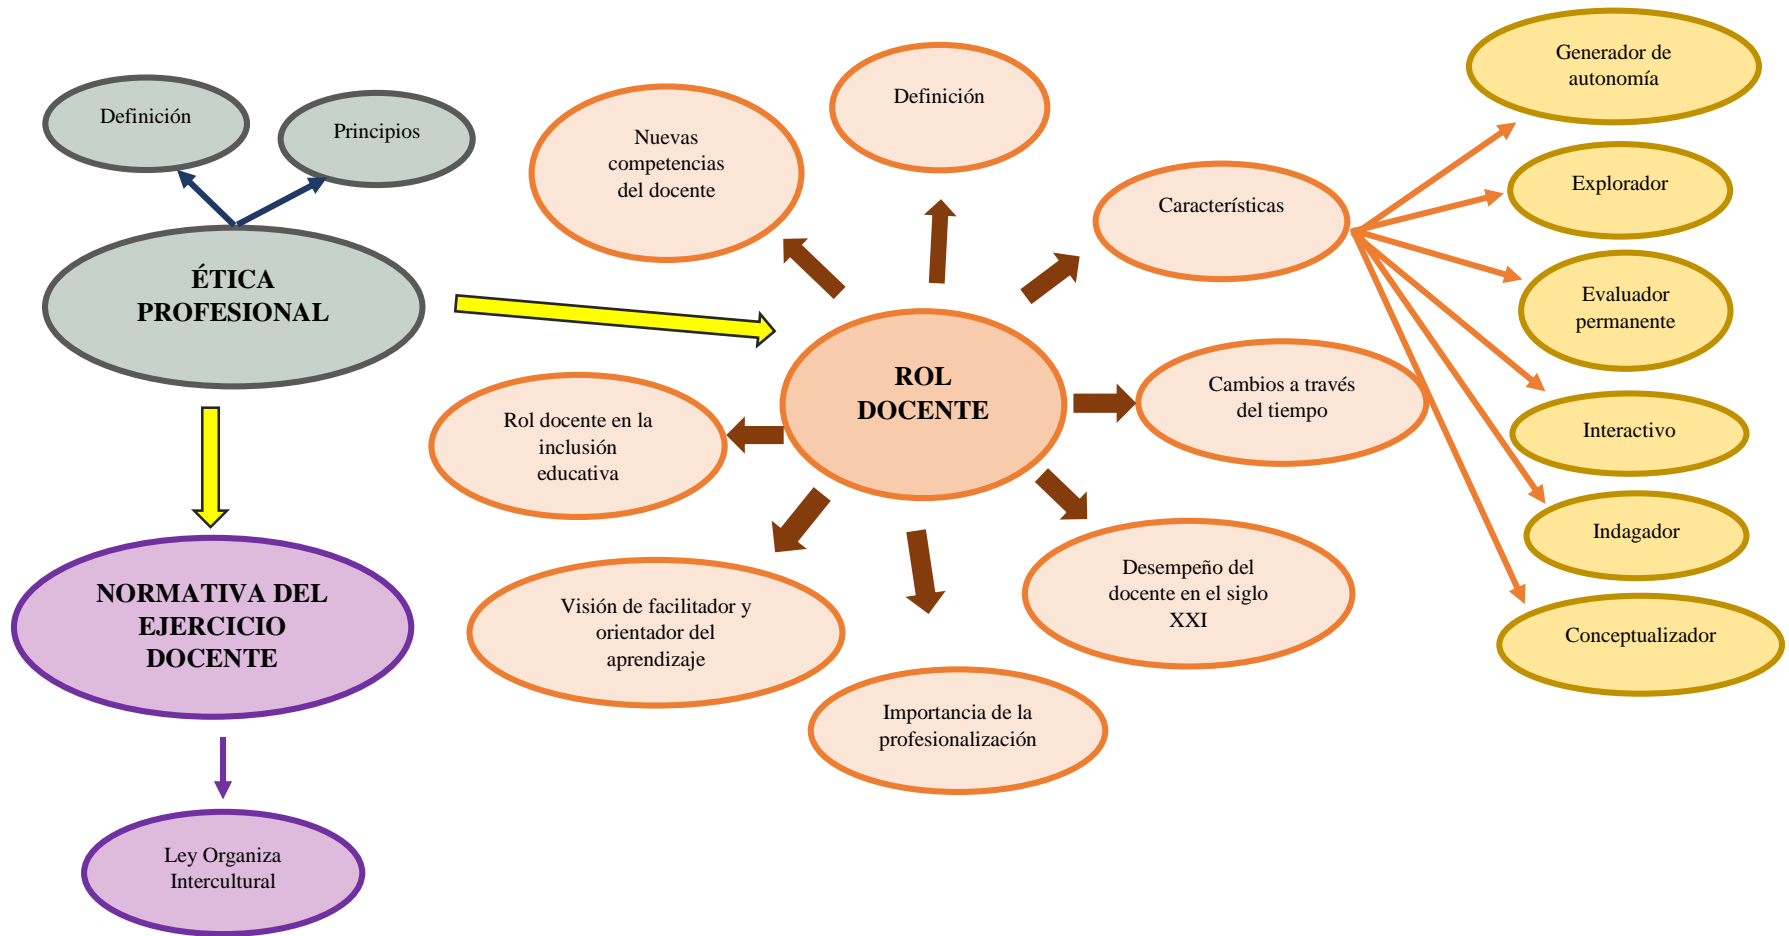 Definición
Principios
ÉTICA
PROFESIONAL
NORMATIVA DEL
EJERCICIO
DOCENTE
Ley Organiza
Intercultural
ROL
DOCENTE
Nuevas
competencias
del docente
Definición
Características
Cambios a través
del tiempo
Desempeño del
docente en el siglo
XXI
Importancia de la
profesionalización
Visión de facilitador y
orientador del
aprendizaje
Rol docente en la
inclusión
educativa
Generador de
autonomía
Explorador
Evaluador
permanente
Interactivo
Indagador
Conceptualizador